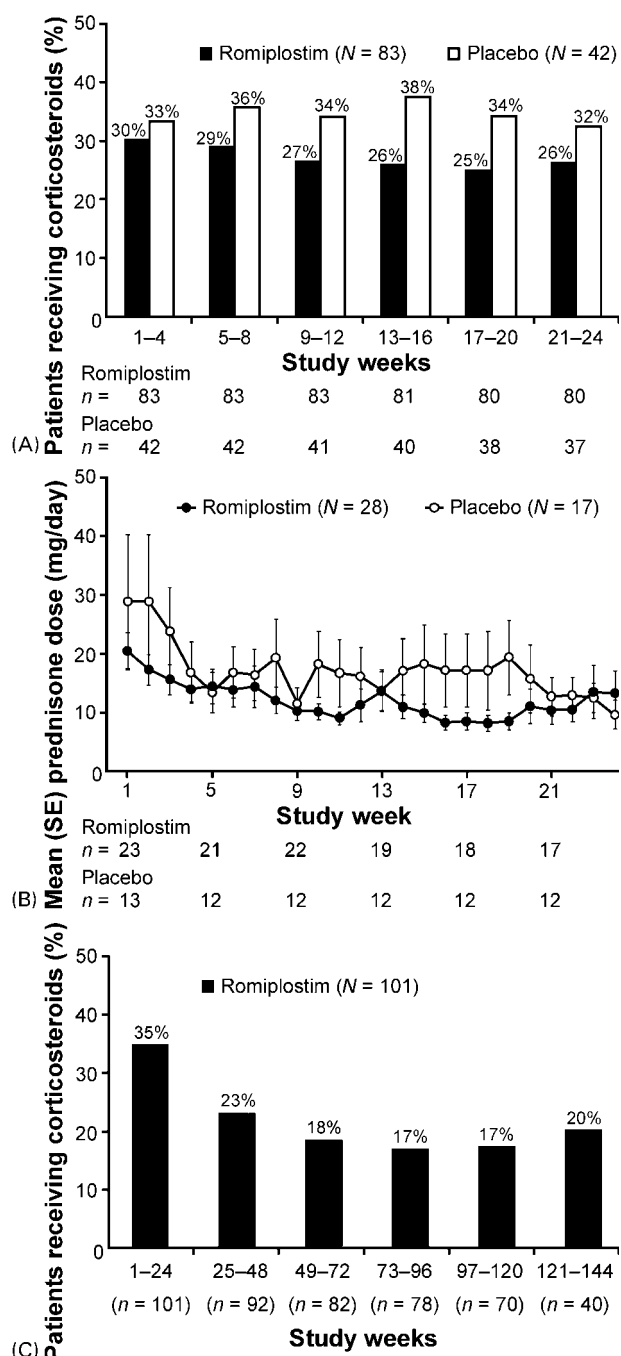 Patients receiving corticosteroids (%)
50
40
30
20
10
0
Romiplostim (N = 83)
Placebo (N = 42)
30%
33%
29%
36%
27%
34%
26%
38%
25%
34%
26%
32%
1–4
5–8
9–12
13–16
17–20
21–24
Study weeks
Romiplostim
n = 83 83 83 81 80 80
Placebo
n = 42 42 41 40 38 37
(A)
Mean (SE) prednisone dose (mg/day)
50
40
30
20
10
0
Romiplostim (N = 28)
Placebo (N = 17)
1 5 9 13 17 21
Study week
Romiplostim
n = 23 21 22 19 18 17
Placebo
n = 13 12 12 12 12 12
(B)
Patients receiving corticosteroids (%)
50
40
30
20
10
0
Romiplostim (N = 101)
35%
23%
18%
17%
17%
20%
1–24 25–48 49–72 73–96 97–120 121–144
(n = 101) (n = 92) (n = 82) (n = 78) (n = 70) (n = 40)
Study weeks
(C)